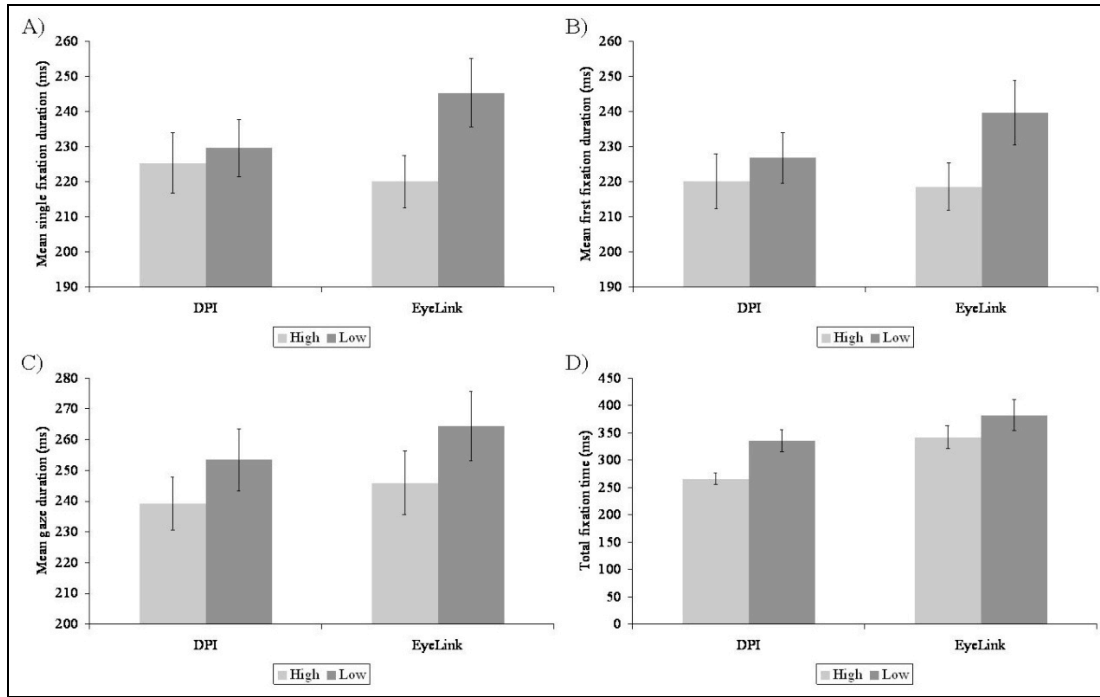 A)
Mean single fixation duration (ms)
260
250
240
230
220
210
200
190
DPI EyeLink
High Low
B)
Mean first fixation duration (ms)
260
250
240
230
220
210
200
190
DPI EyeLink
High Low
C)
Mean gaze duration (ms)
280
270
260
250
240
230
220
210
200
DPI EyeLink
High Low
D)
Total fixation time (ms)
450
400
350
300
250
200
150
100
50
0
DPI EyeLink
High Low